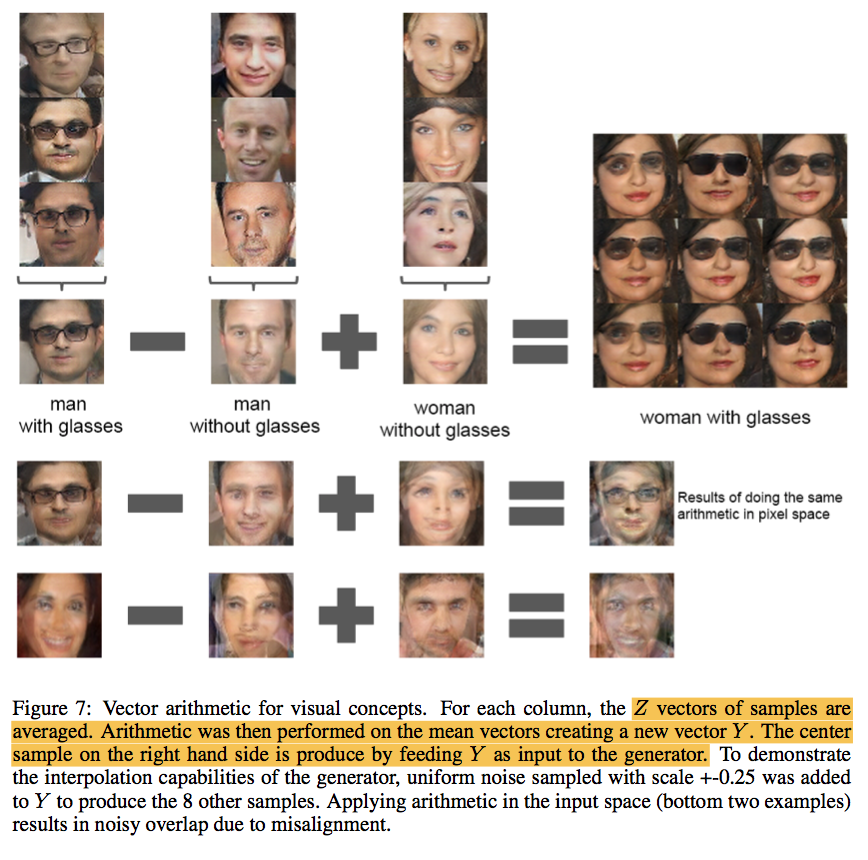 man
with glasses
man
without glasses
woman
without glasses
woman with glasses
Results of doing the same
arithmetic in pixel space
Figure 7: Vector arithmetic for visual concepts. For each column, the Z vectors of samples are
averaged. Arithmetic was then performed on the mean vectors creating a new vector Y. The center
sample on the right hand side is produce by feeding Y as input to the generator. To demonstrate
the interpolation capabilities of the generator, uniform noise sampled with scale +-0.25 was added
to Y to produce the 8 other samples. Applying arithmetic in the input space (bottom two examples)
results in noisy overlap due to misalignment.